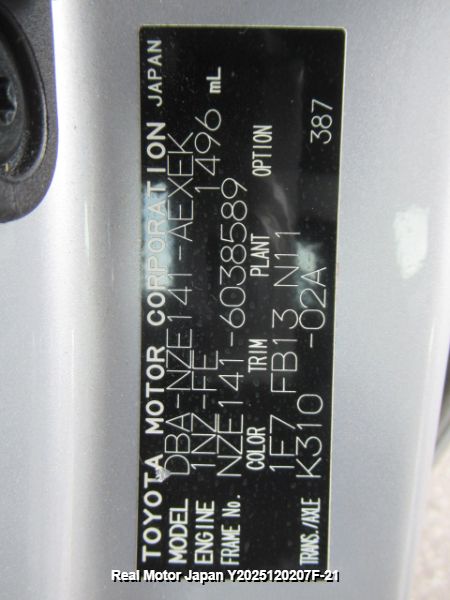 TOYOTA MOTOR CORPORATION JAPAN
MODEL DBA-NZE141-AEXEK
ENGINE 1NZ-FE 1496 mL
FRAME No. NZE141-6038589
COLOR TRIM PLANT OPTION
1E7 FB13 N11
TRANS./AXLE K310 -02A
387
Real Motor Japan Y2025120207F-21